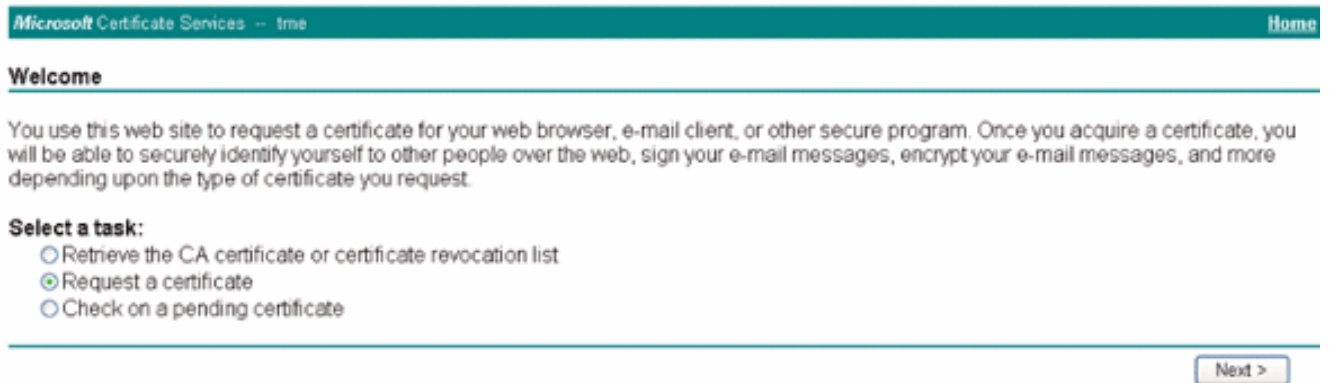 Microsoft Certificate Services -- tme Home
Welcome
You use this web site to request a certificate for your web browser, e-mail client, or other secure program. Once you acquire a certificate, you
will be able to securely identify yourself to other people over the web, sign your e-mail messages, encrypt your e-mail messages, and more
depending upon the type of certificate you request.
Select a task:
Retrieve the CA certificate or certificate revocation list
Request a certificate
Check on a pending certificate
Next >